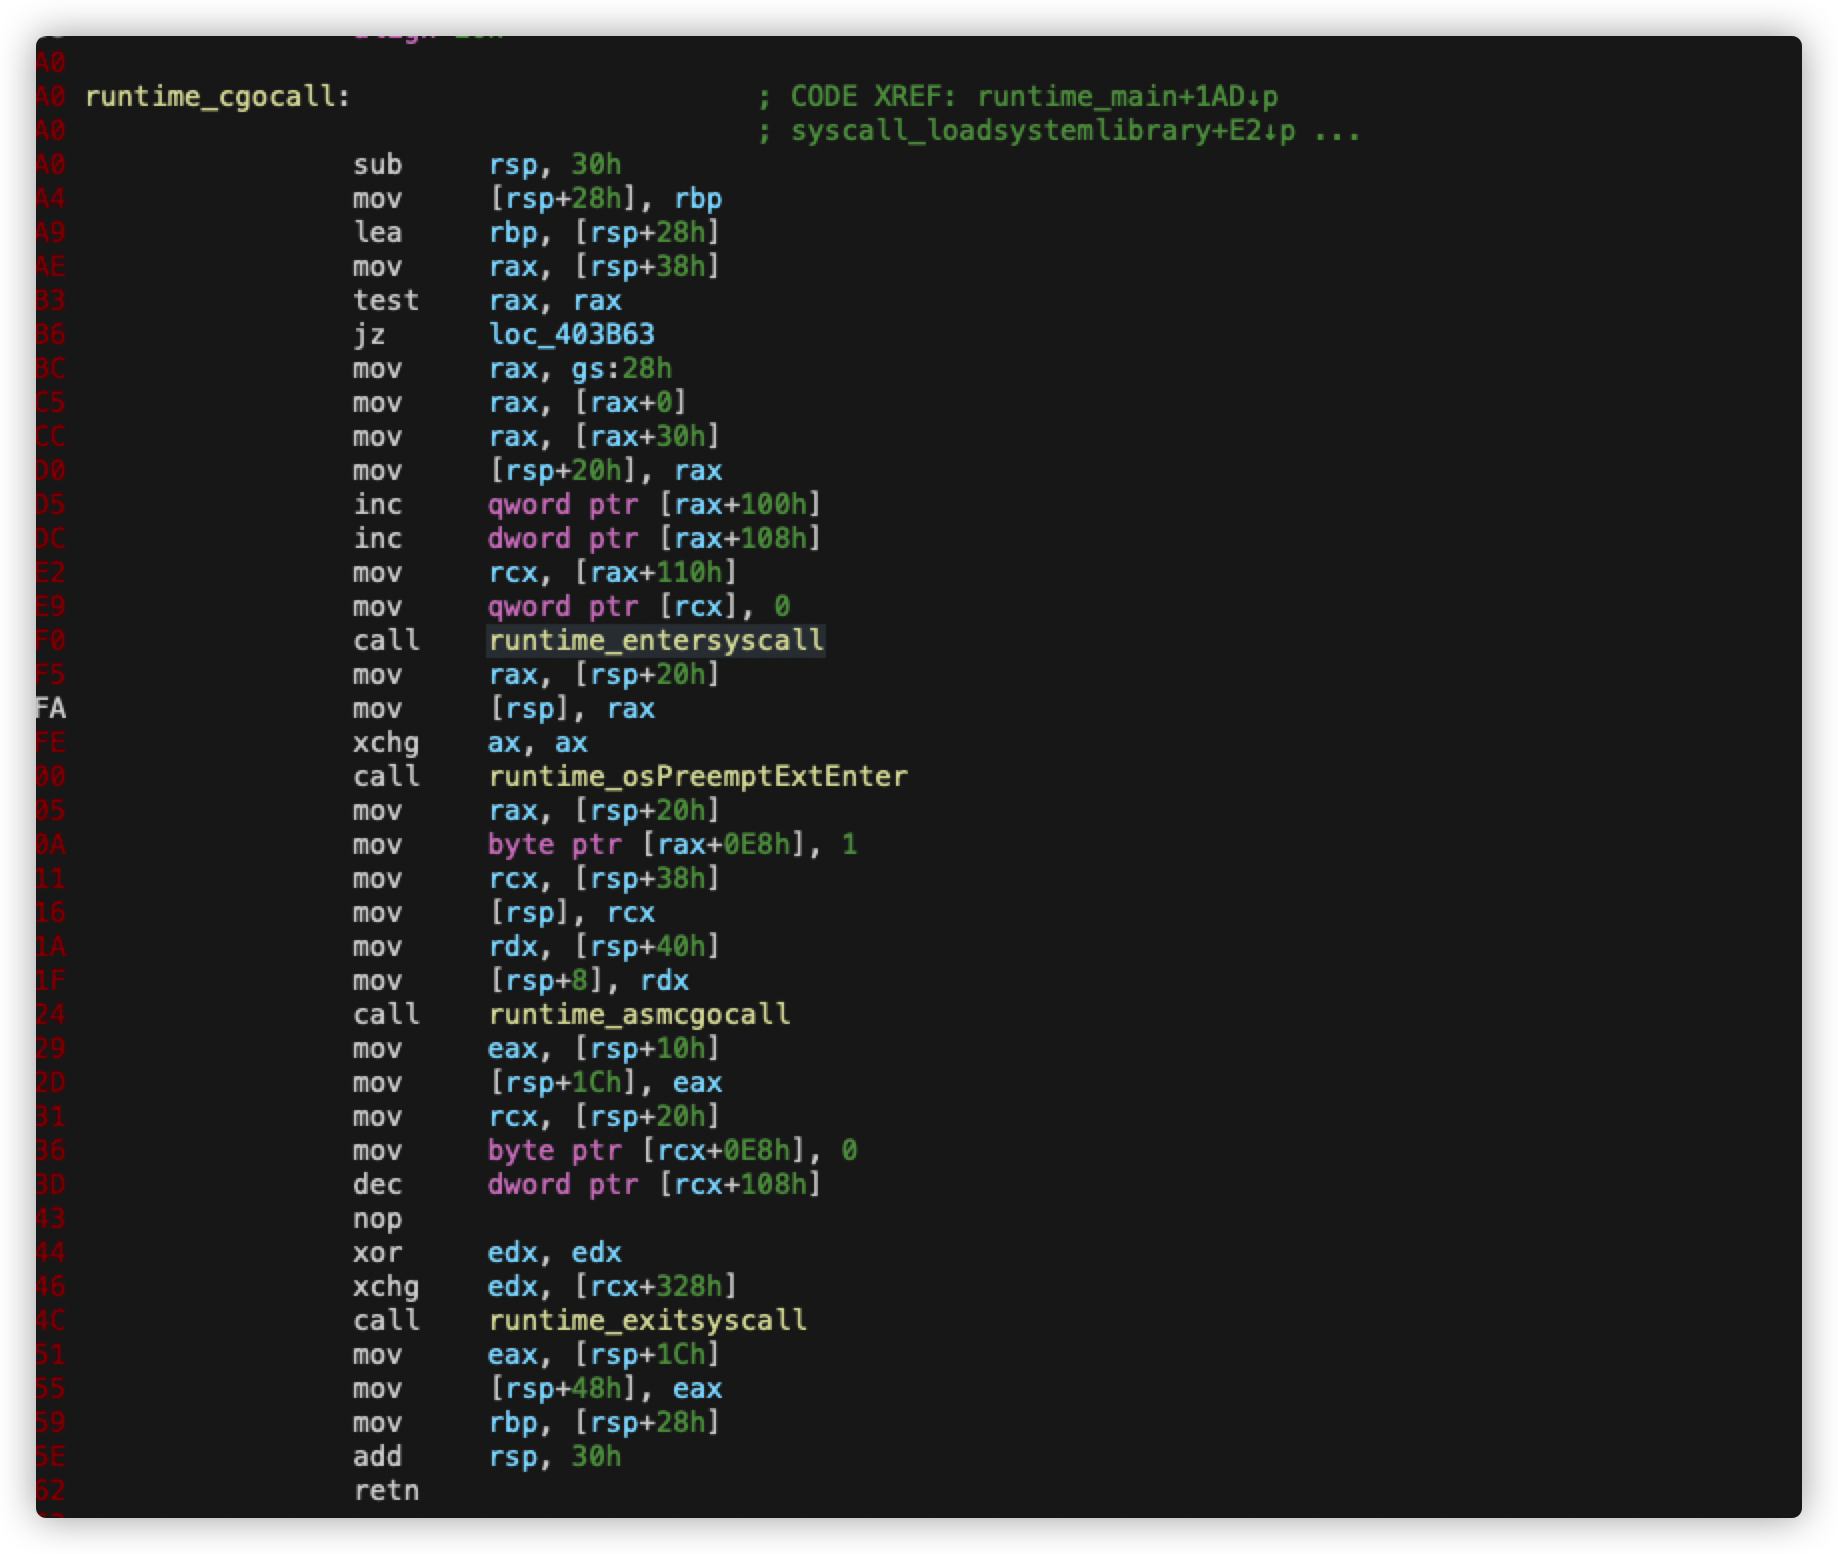 A0
A0 runtime_cgocall: ; CODE XREF: runtime_main+1AD↓p
A0 ; syscall_loadsystemlibrary+E2↓p ...
A0 sub rsp, 30h
A4 mov [rsp+28h], rbp
A9 lea rbp, [rsp+28h]
AE mov rax, [rsp+38h]
B3 test rax, rax
B6 jz loc_403B63
BC mov rax, gs:28h
C5 mov rax, [rax+0]
CC mov rax, [rax+30h]
D0 mov [rsp+20h], rax
D5 inc qword ptr [rax+100h]
DC inc dword ptr [rax+108h]
E2 mov rcx, [rax+110h]
E9 mov qword ptr [rcx], 0
F0 call runtime_entersyscall
F5 mov rax, [rsp+20h]
FA mov [rsp], rax
FE xchg ax, ax
00 call runtime_osPreemptExtEnter
05 mov rax, [rsp+20h]
0A mov byte ptr [rax+0E8h], 1
11 mov rcx, [rsp+38h]
16 mov [rsp], rcx
1A mov rdx, [rsp+40h]
1F mov [rsp+8], rdx
24 call runtime_asmcgocall
29 mov eax, [rsp+10h]
2D mov [rsp+1Ch], eax
31 mov rcx, [rsp+20h]
36 mov byte ptr [rcx+0E8h], 0
3D dec dword ptr [rcx+108h]
43 nop
44 xor edx, edx
46 xchg edx, [rcx+328h]
4C call runtime_exitsyscall
51 mov eax, [rsp+1Ch]
55 mov [rsp+48h], eax
59 mov rbp, [rsp+28h]
5E add rsp, 30h
62 retn